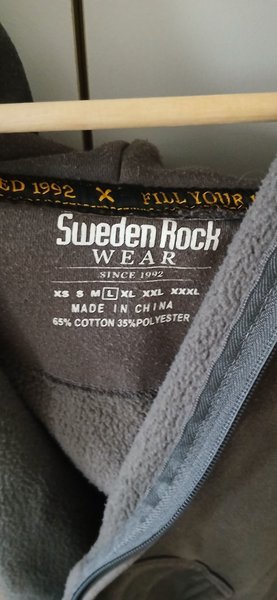 ED 1992 X FILL YOUR
Sweden Rock
WEAR
SINCE 1992
XS S M L XL XXL XXXL
MADE IN CHINA
65% COTTON 35% POLYESTER